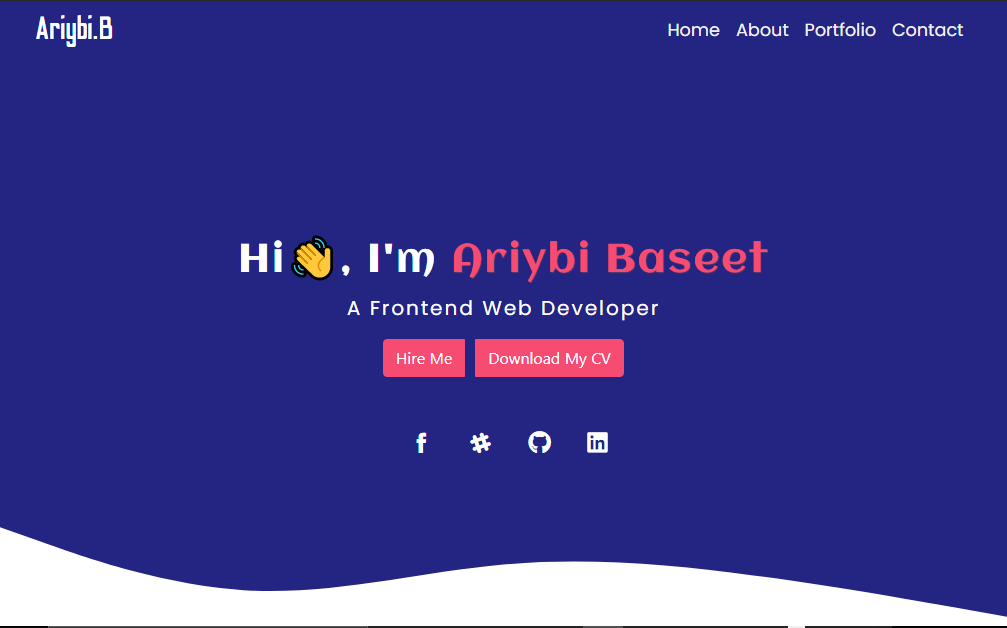 Ariybi.B
Home About Portfolio Contact
Hi👋, I'm Ariybi Baseet
A Frontend Web Developer
Hire Me Download My CV